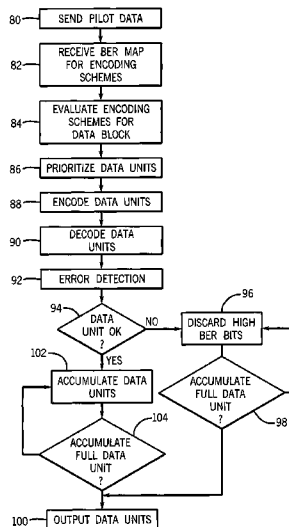 80
SEND PILOT DATA
82
RECEIVE BER MAP
FOR ENCODING
SCHEMES
84
EVALUATE ENCODING
SCHEMES FOR
DATA BLOCK
86
PRIORITIZE DATA UNITS
88
ENCODE DATA UNITS
90
DECODE DATA
UNITS
92
ERROR DETECTION
94
DATA
UNIT OK
?
NO
YES
96
DISCARD HIGH
BER BITS
102
ACCUMULATE DATA
UNITS
ACCUMULATE
FULL DATA
UNIT
?
98
104
ACCUMULATE
FULL DATA
UNIT
?
100
OUTPUT DATA UNITS